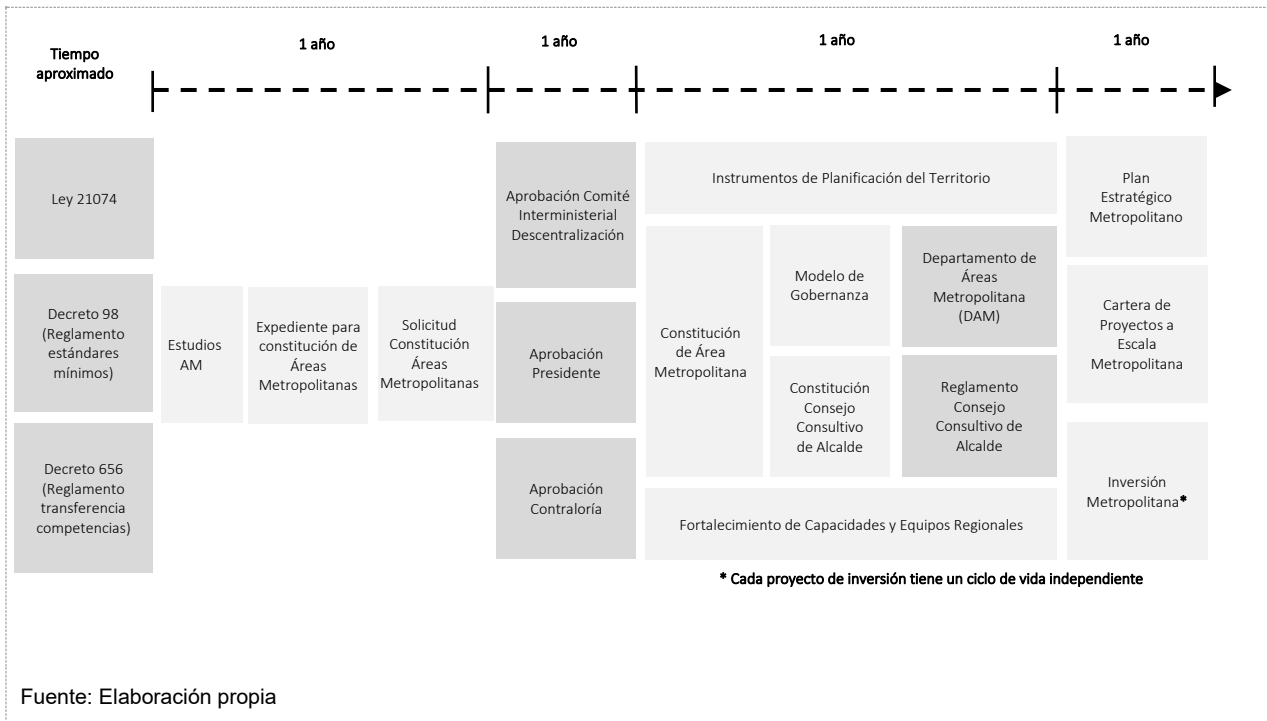 Tiempo
aproximado
1 año
1 año
1 año
1 año
Ley 21074
Decreto 98
(Reglamento
estándares
mínimos)
Decreto 656
(Reglamento
transferencia
competencias)
Estudios
AM
Expediente para
constitución de
Áreas
Metropolitanas
Solicitud
Constitución
Áreas
Metropolitanas
Aprobación Comité
Interministerial
Descentralización
Aprobación
Presidente
Aprobación
Contraloría
Instrumentos de Planificación del Territorio
Constitución
de Área
Metropolitana
Modelo de
Gobernanza
Constitución
Consejo
Consultivo
de Alcalde
Departamento de
Áreas
Metropolitana
(DAM)
Reglamento
Consejo
Consultivo de
Alcalde
Fortalecimiento de Capacidades y Equipos Regionales
Plan
Estratégico
Metropolitano
Cartera de
Proyectos a
Escala
Metropolitana
Inversión
Metropolitana*
* Cada proyecto de inversión tiene un ciclo de vida independiente
Fuente: Elaboración propia